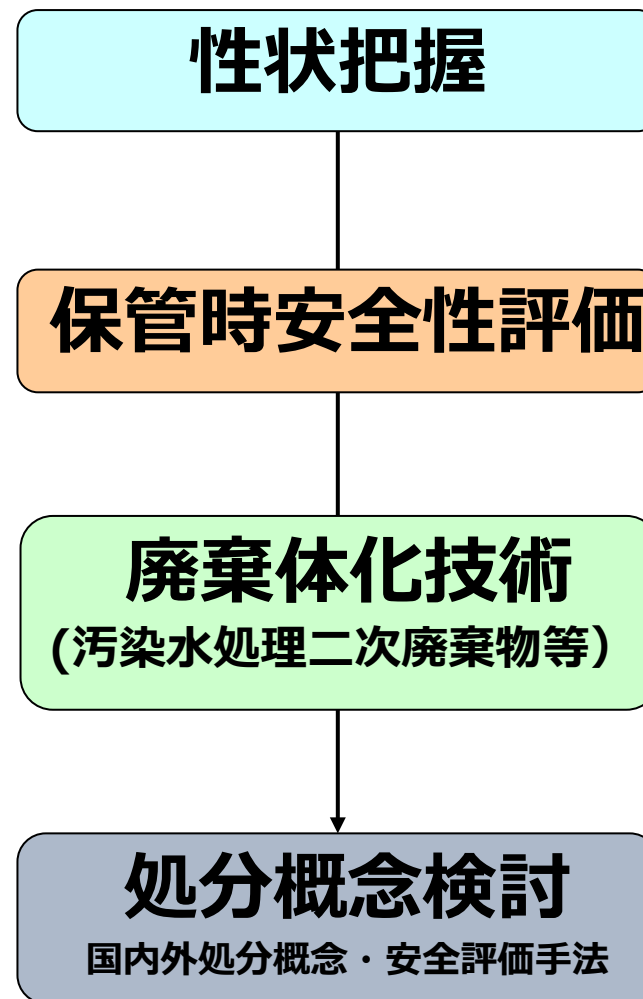 性状把握
保管時安全性評価
廃棄体化技術
(汚染水処理二次廃棄物等）
処分概念検討
国内外処分概念・安全評価手法